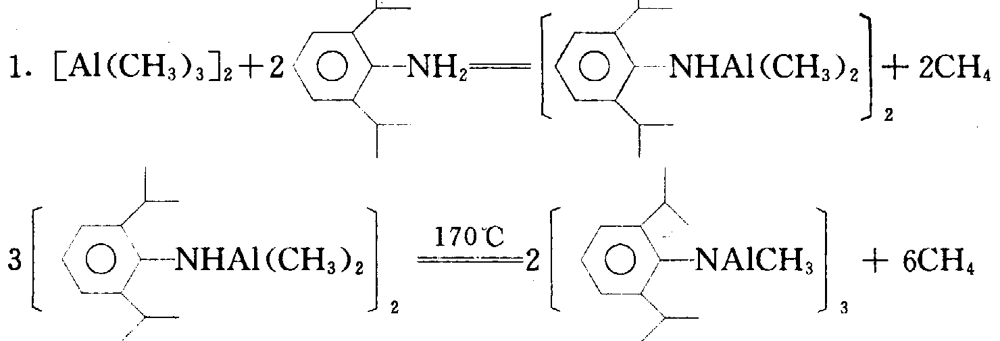 1. [Al(CH₃)₃]₂+2 NH₂══[ NHAl(CH₃)₂]₂+ 2CH₄
3[ NHAl(CH₃)₂]₂ 170℃ ══ 2[ NAlCH₃]₃ + 6CH₄